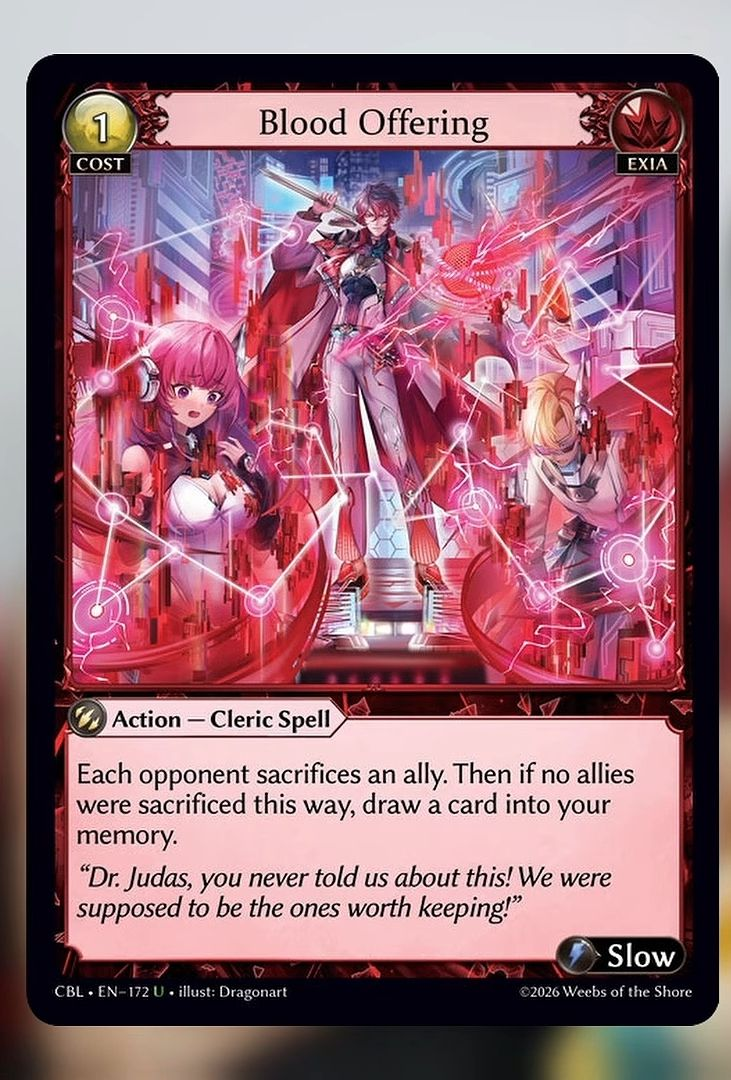 1
COST
Blood Offering
EXIA
Action — Cleric Spell
Each opponent sacrifices an ally. Then if no allies
were sacrificed this way, draw a card into your
memory.
“Dr. Judas, you never told us about this! We were
supposed to be the ones worth keeping!”
Slow
CBL • EN–172 U • illust: Dragonart
©2026 Weebs of the Shore